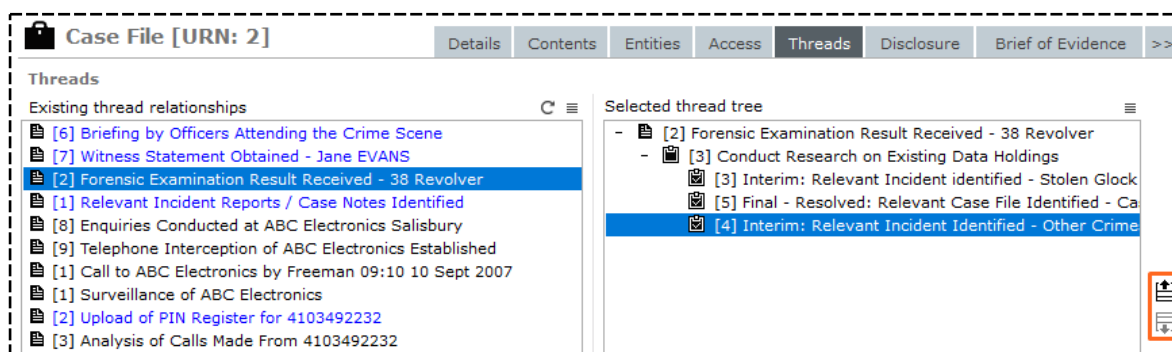 Case File [URN: 2]
Details Contents Entities Access Threads Disclosure Brief of Evidence >>
Threads
Existing thread relationships
[6] Briefing by Officers Attending the Crime Scene
[7] Witness Statement Obtained - Jane EVANS
[2] Forensic Examination Result Received - 38 Revolver
[1] Relevant Incident Reports / Case Notes Identified
[8] Enquiries Conducted at ABC Electronics Salisbury
[9] Telephone Interception of ABC Electronics Established
[1] Call to ABC Electronics by Freeman 09:10 10 Sept 2007
[1] Surveillance of ABC Electronics
[2] Upload of PIN Register for 4103492232
[3] Analysis of Calls Made From 4103492232
Selected thread tree
- [2] Forensic Examination Result Received - 38 Revolver
- [3] Conduct Research on Existing Data Holdings
[3] Interim: Relevant Incident identified - Stolen Glock
[5] Final - Resolved: Relevant Case File Identified - Ca
[4] Interim: Relevant Incident Identified - Other Crime